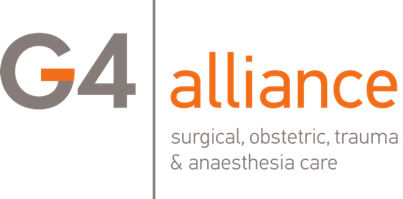 G4
alliance
surgical, obstetric, trauma
& anaesthesia care